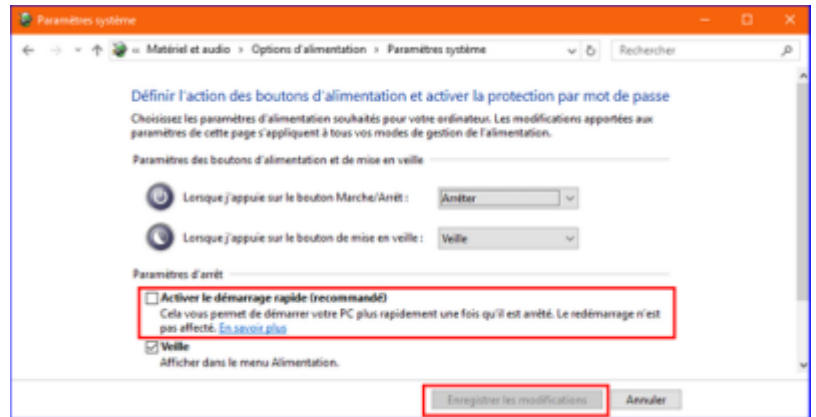 Paramètres système
« Matériel et audio > Options d'alimentation > Paramètres système
Rechercher
Définir l'action des boutons d'alimentation et activer la protection par mot de passe
Choisissez les paramètres d'alimentation souhaités pour votre ordinateur. Les modifications apportées aux
paramètres de cette page s'appliquent à tous vos modes de gestion de l'alimentation.
Paramètres des boutons d'alimentation et de mise en veille
Lorsque j'appuie sur le bouton Marche/Arrêt : Arrêter
Lorsque j'appuie sur le bouton de mise en veille : Veille
Paramètres d'arrêt
Activer le démarrage rapide (recommandé)
Cela vous permet de démarrer votre PC plus rapidement une fois qu'il est arrêté. Le redémarrage n'est
pas affecté. En savoir plus
Veille
Afficher dans le menu Alimentation.
Enregistrer les modifications Annuler